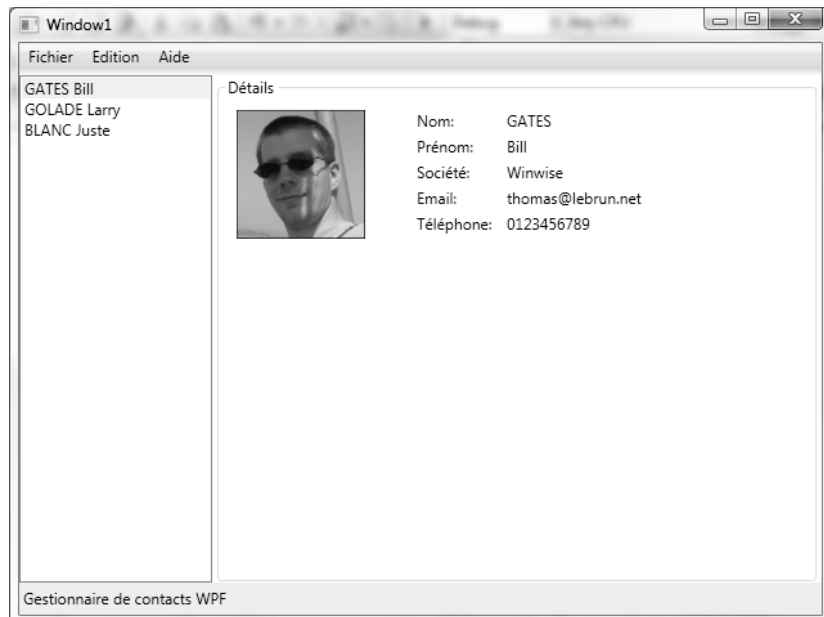 Window1
Fichier Edition Aide
GATES Bill
GOLADE Larry
BLANC Juste
Détails
Nom: GATES
Prénom: Bill
Société: Winwise
Email: thomas@lebrun.net
Téléphone: 0123456789
Gestionnaire de contacts WPF